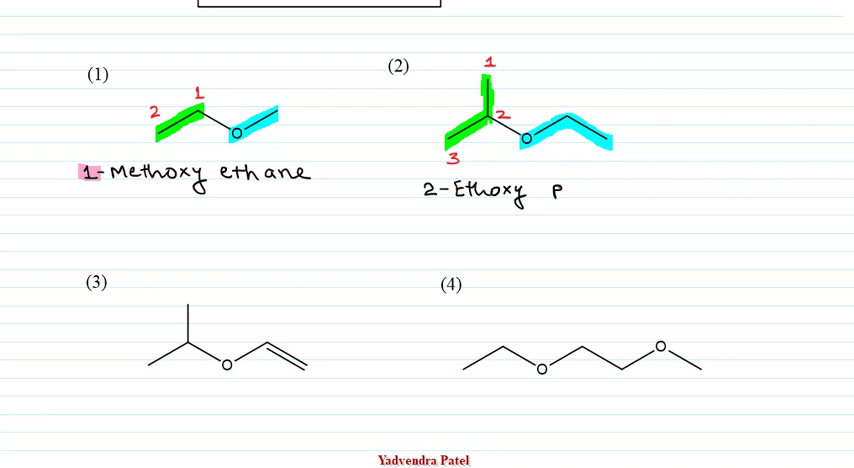 (1)
1
2
O
1-Methoxy ethane
(2)
1
2
3
O
2-Ethoxy P
(3)
O
(4)
O
O
Yadvendra Patel